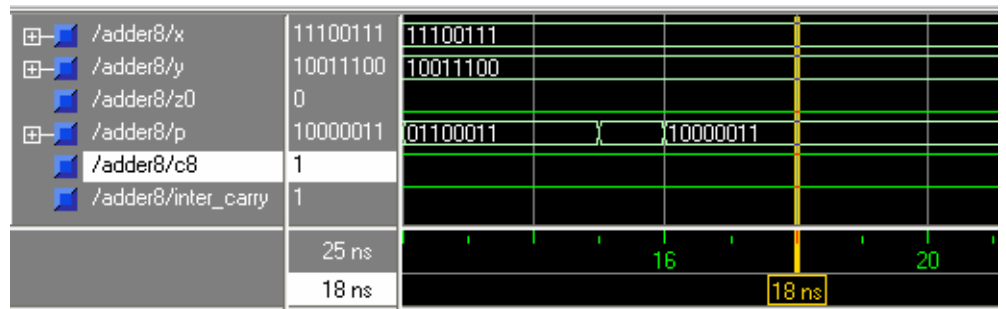 /adder8/x 11100111 11100111
/adder8/y 10011100 10011100
/adder8/z0 0
/adder8/p 10000011 01100011 10000011
/adder8/c8 1
/adder8/inter_carry 1
25 ns 16 20
18 ns 18 ns